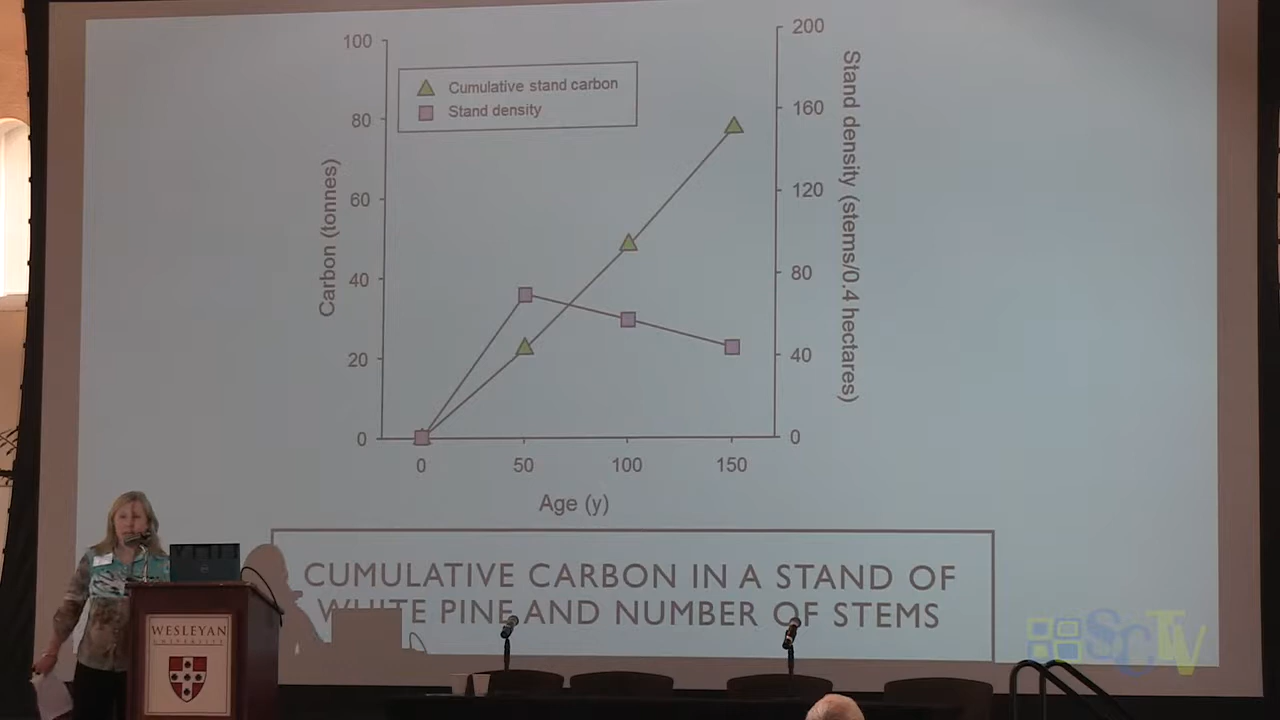 100
80
60
40
20
0
Carbon (tonnes)
Cumulative stand carbon
Stand density
200
160
120
80
40
0
Stand density (stems/0.4 hectares)
0 50 100 150
Age (y)
CUMULATIVE CARBON IN A STAND OF
WHITE PINE AND NUMBER OF STEMS
WESLEYAN
UNIVERSITY
SCTV